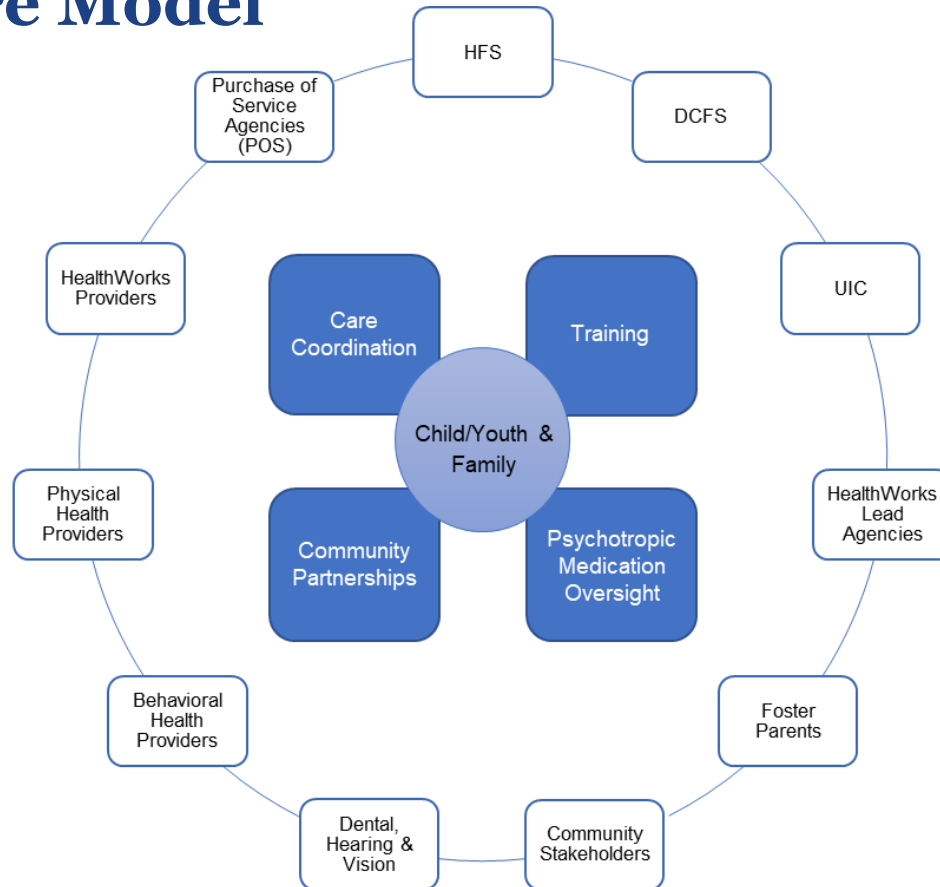 re Model
HFS
Purchase of
Service
Agencies
(POS)
DCFS
HealthWorks
Providers
UIC
Care
Coordination
Training
Child/Youth &
Family
Physical
Health
Providers
HealthWorks
Lead
Agencies
Community
Partnerships
Psychotropic
Medication
Oversight
Behavioral
Health
Providers
Foster
Parents
Dental,
Hearing &
Vision
Community
Stakeholders